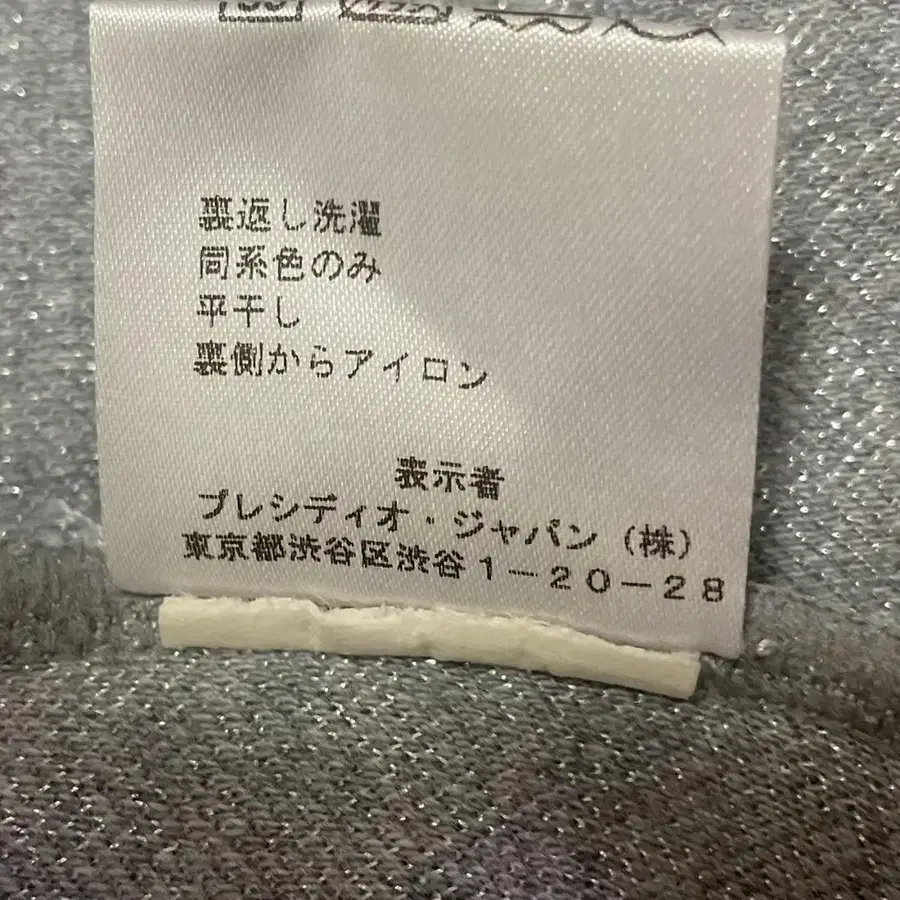 裏返し洗濯
同系色のみ
平干し
裏側からアイロン
表示者
プレシディオ・ジャパン（株）
東京都渋谷区渋谷１－２０－２８